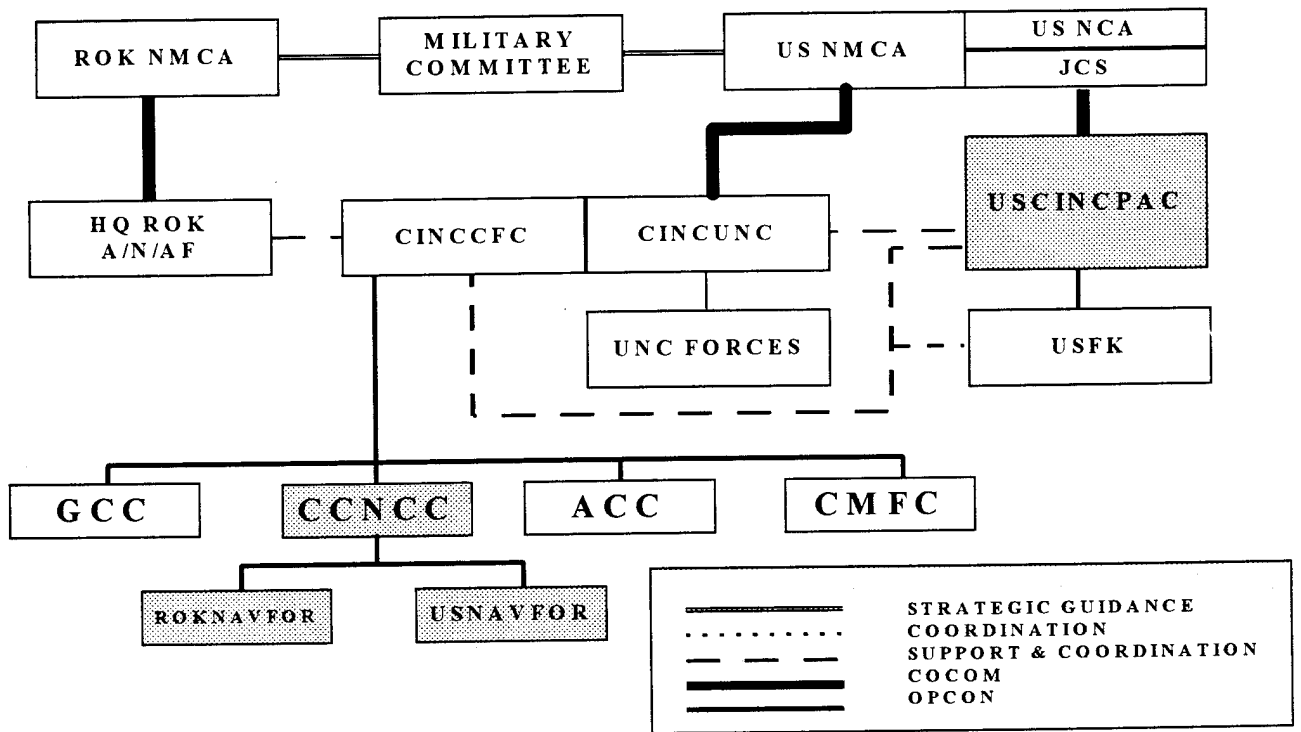 ROK NMCA
MILITARY
COMMITTEE
US NMCA
US NCA
JCS
HQ ROK
A/N/AF
CINCCFC
CINCUNC
USCINCPAC
UNC FORCES
USFK
GCC
CCNCC
ACC
CMFC
ROKNAVFOR
USNAVFOR
STRATEGIC GUIDANCE
COORDINATION
SUPPORT & COORDINATION
COCOM
OPCON